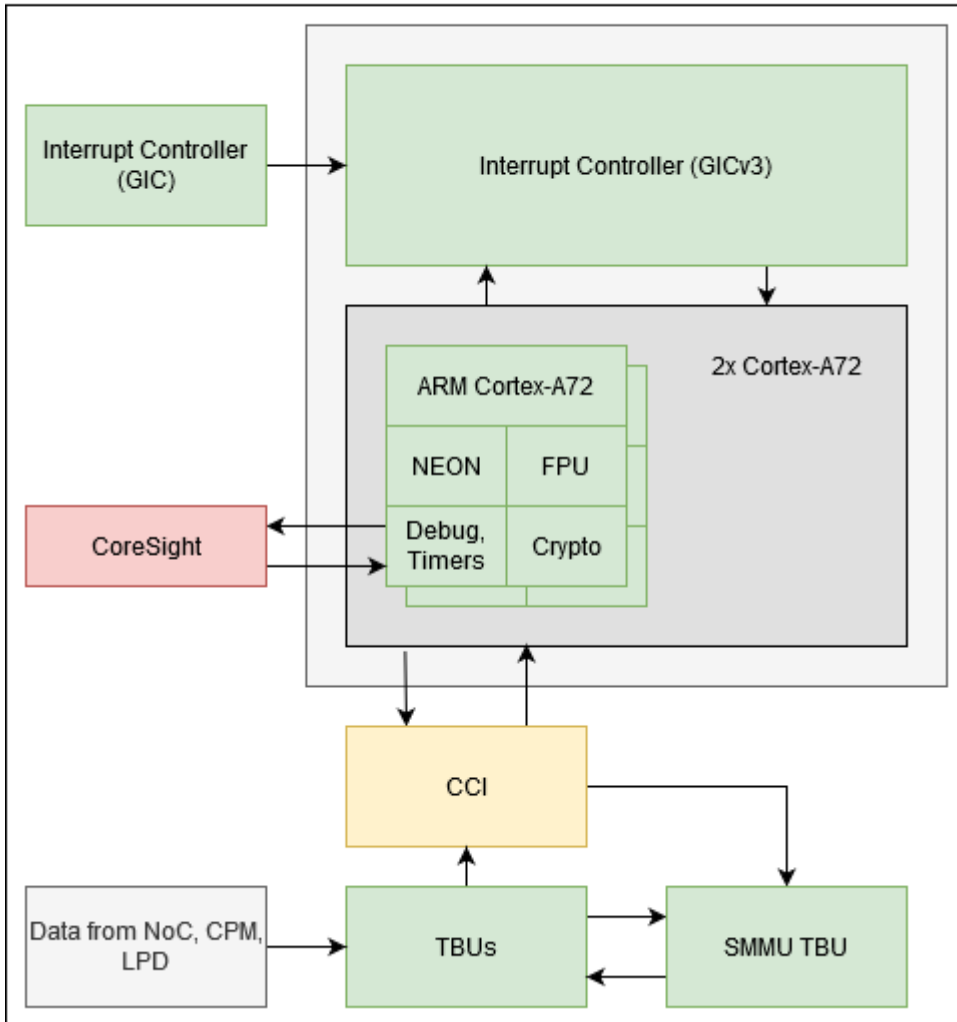 Interrupt Controller
(GIC)
Interrupt Controller (GICv3)
2x Cortex-A72
ARM Cortex-A72
NEON
FPU
Debug,
Timers
Crypto
CoreSight
CCI
Data from NoC, CPM,
LPD
TBUs
SMMU TBU